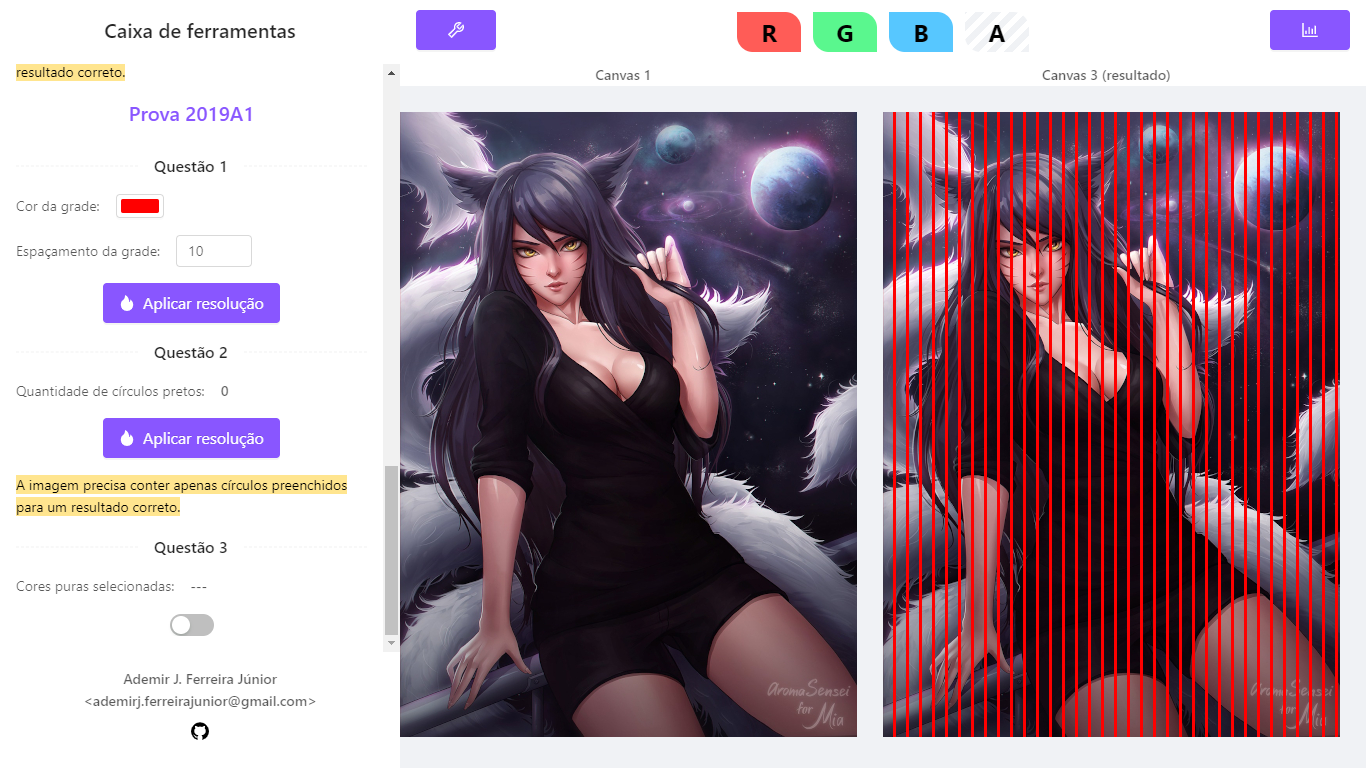 Caixa de ferramentas
resultado correto.
Prova 2019A1
Questão 1
Cor da grade:
Espaçamento da grade: 10
Aplicar resolução
Questão 2
Quantidade de círculos pretos: 0
Aplicar resolução
A imagem precisa conter apenas círculos preenchidos
para um resultado correto.
Questão 3
Cores puras selecionadas: ---
Ademir J. Ferreira Júnior
<ademirj.ferreirajunior@gmail.com>
R G B A
Canvas 1
Canvas 3 (resultado)
AromaSensei
for Mia
AromaSensei
for Mia